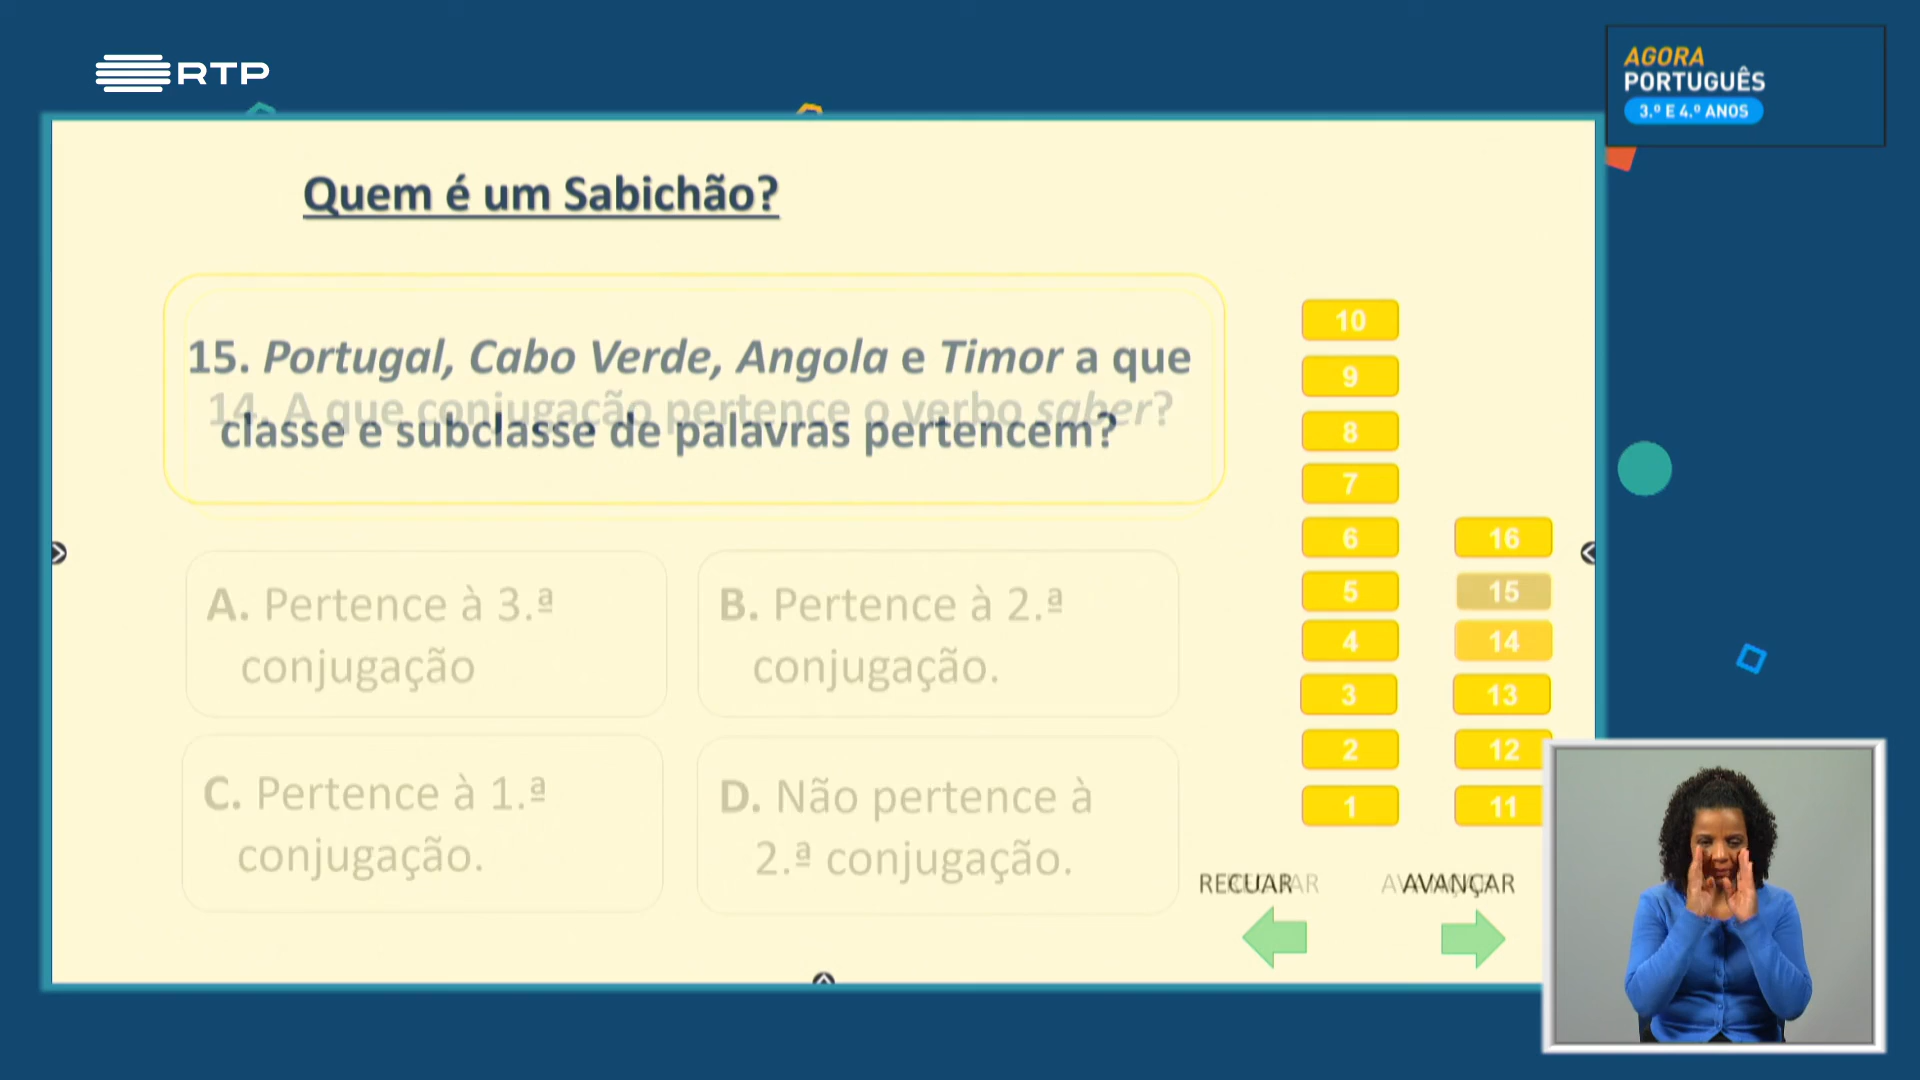 RTP
AGORA
PORTUGUÊS
3.º E 4.º ANOS
Quem é um Sabichão?
15. Portugal, Cabo Verde, Angola e Timor a que
classe e subclasse de palavras pertencem?
14. A que conjugação pertence o verbo saber?
A. Pertence à 3.ª
conjugação
B. Pertence à 2.ª
conjugação.
C. Pertence à 1.ª
conjugação.
D. Não pertence à
2.ª conjugação.
10
9
8
7
6
5
4
3
2
1
16
15
14
13
12
11
RECUAR
AVANÇAR